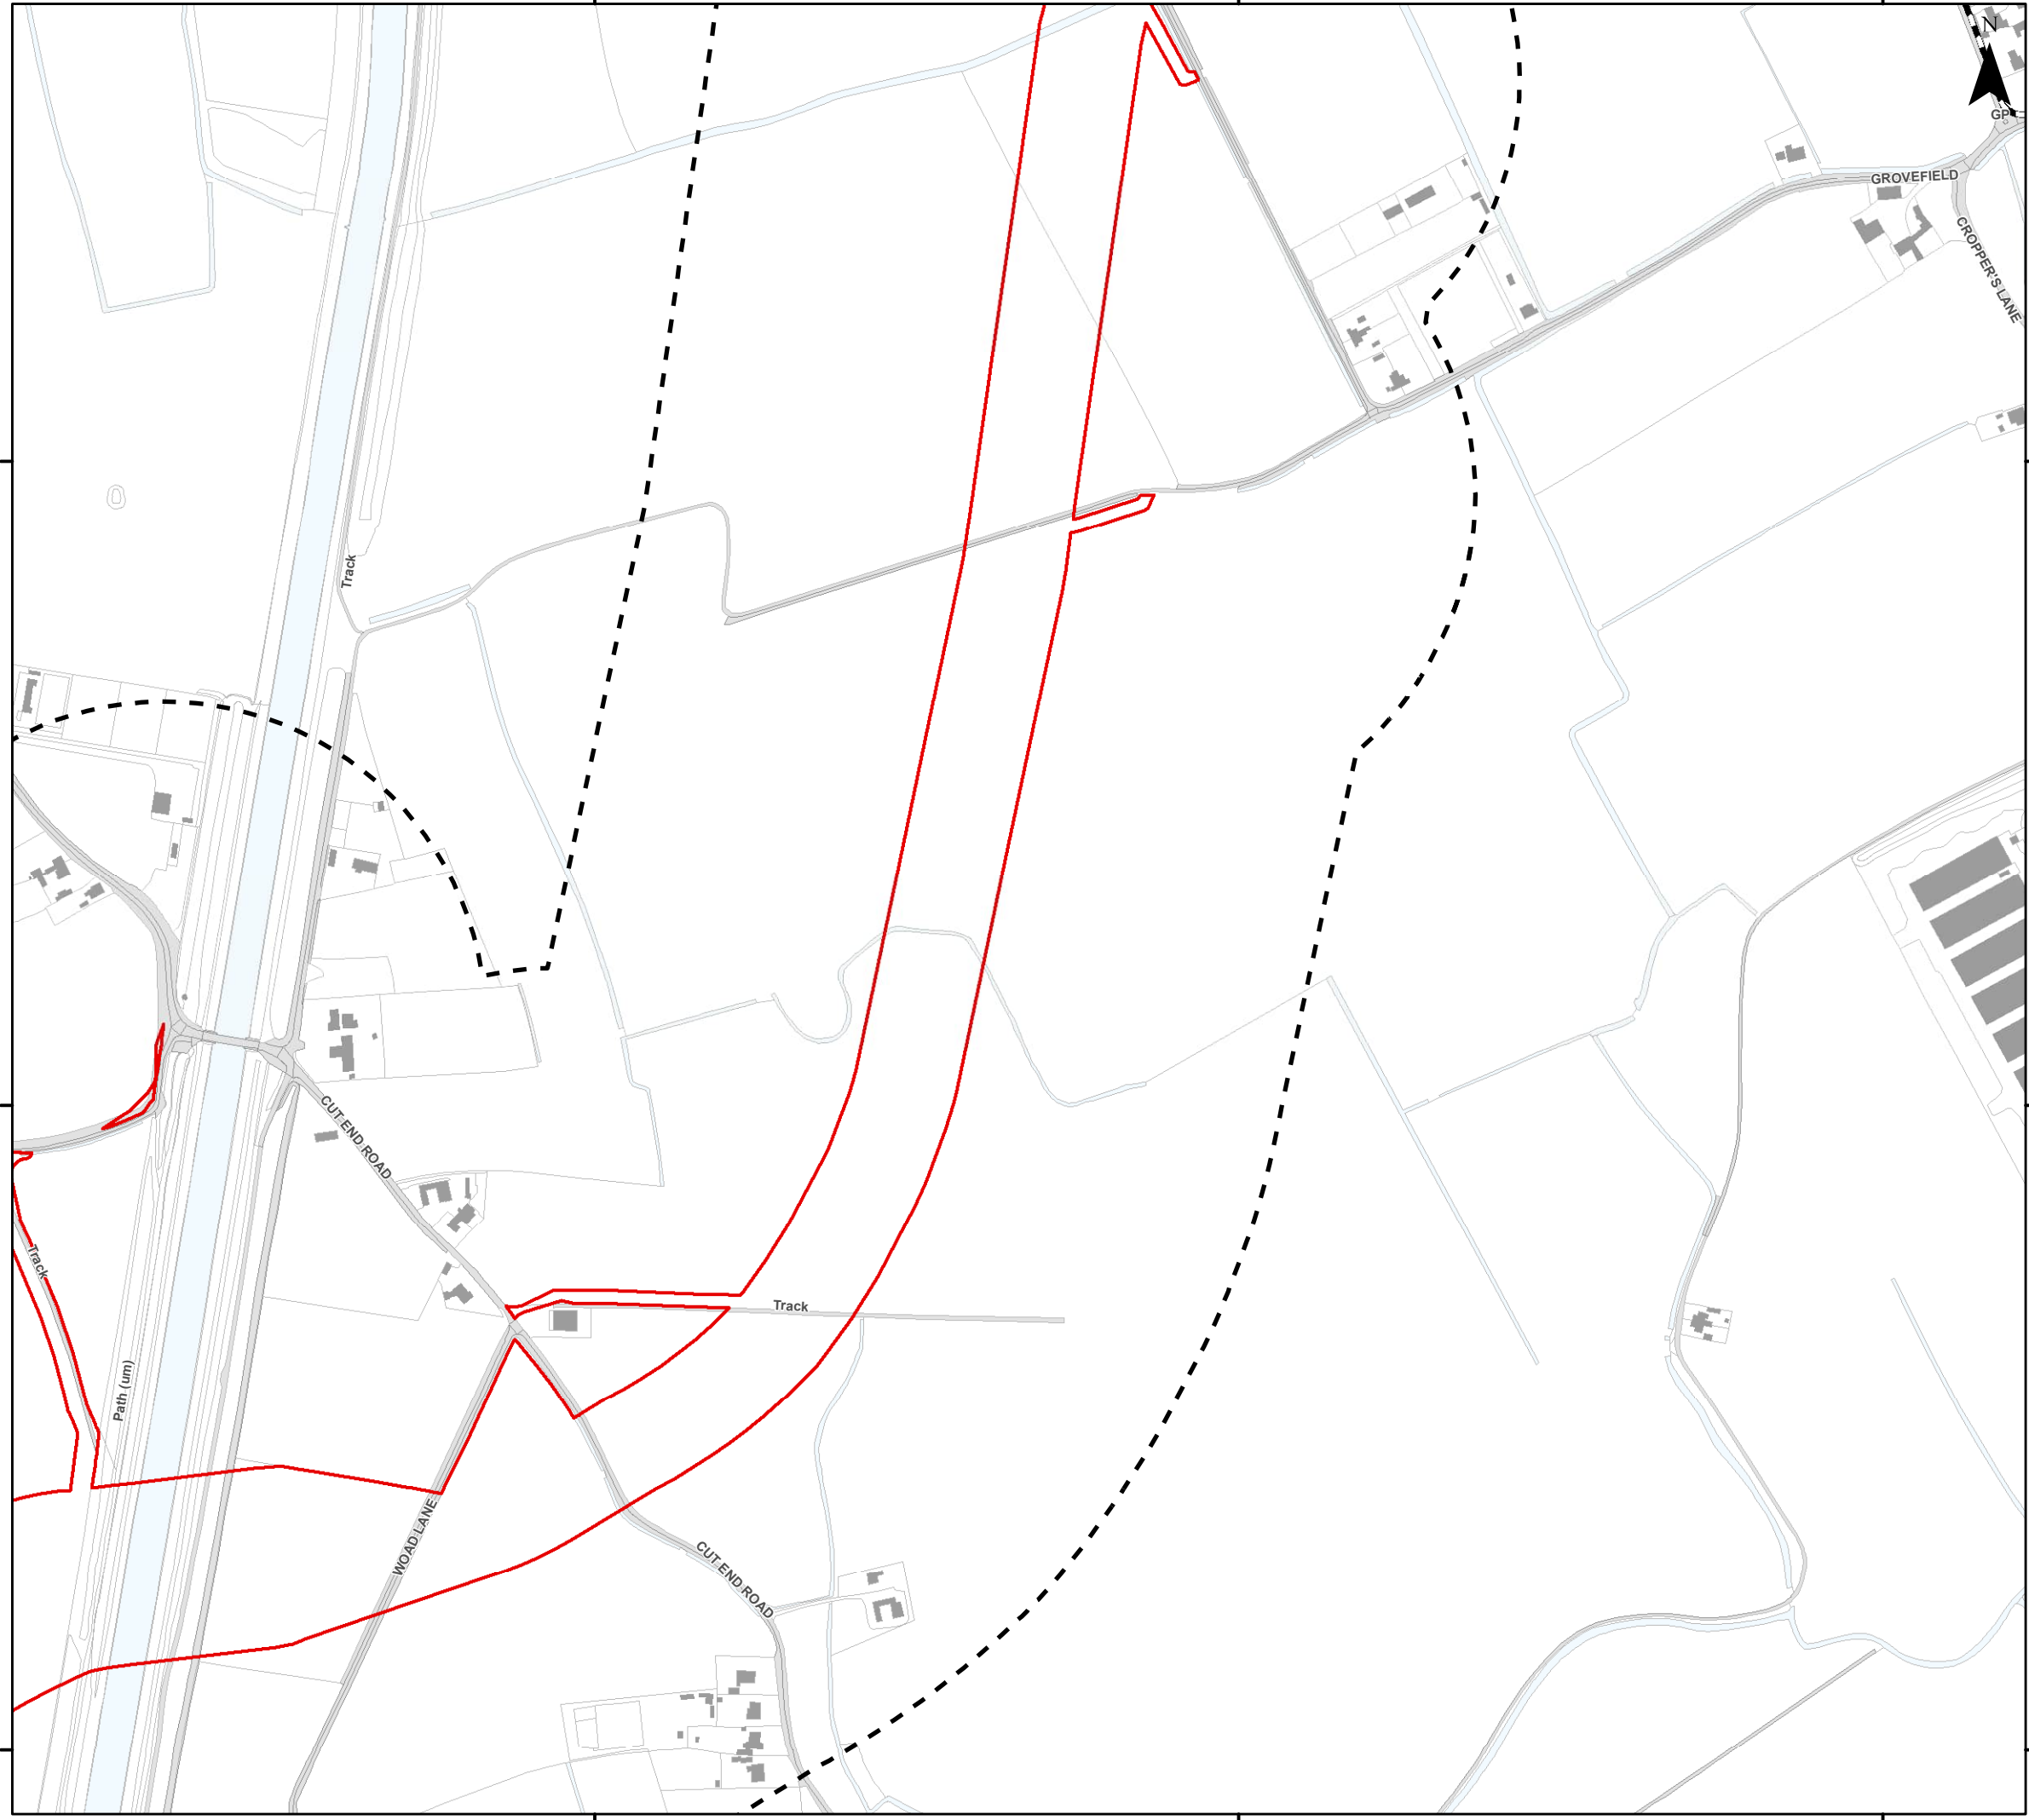 N
GP
GROVEFIELD
CROPPER'S LANE
Track
CUT END ROAD
Track
Track
Path (um)
WOAD LANE
CUT END ROAD